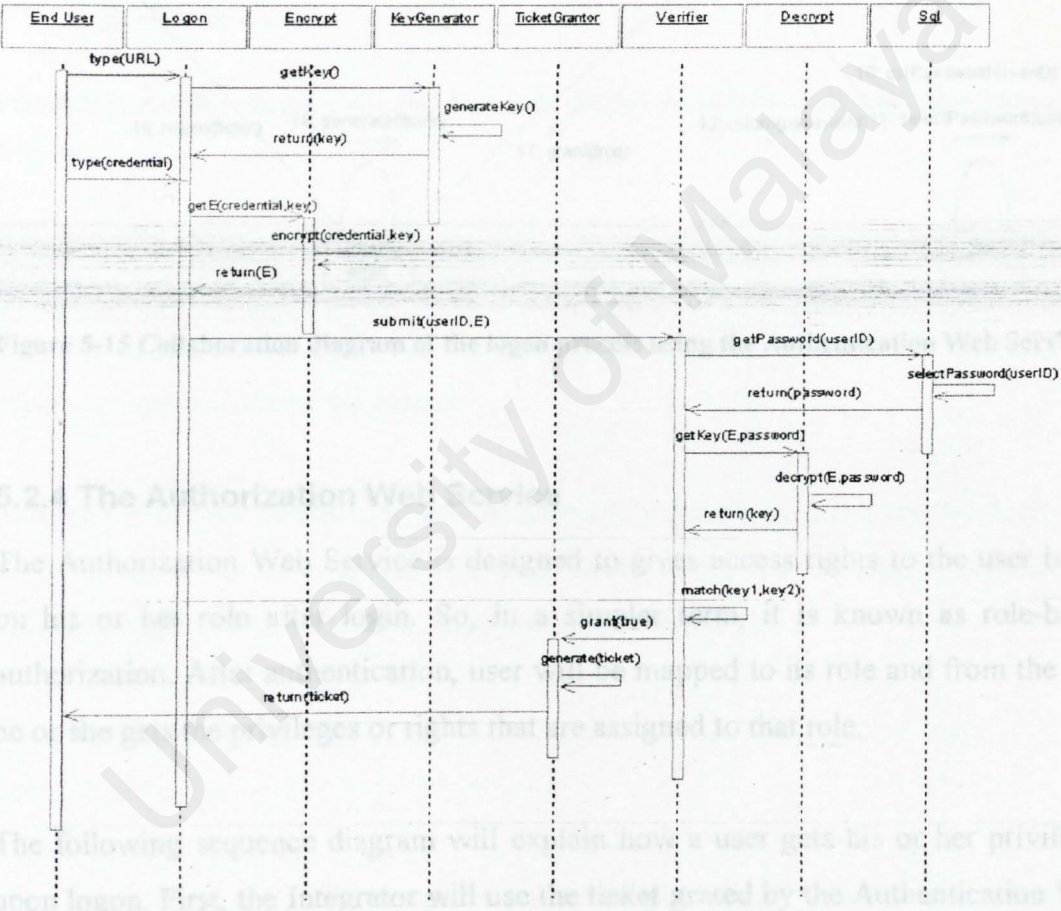 End User Logon Encrypt KeyGenerator TicketGrantor Verifier Decrypt Sql
type(URL)
getKey()
generateKey()
return(key)
type(credential)
getE(credential,key)
encrypt(credential,key)
return(E)
submit(userID,E)
getPassword(userID)
selectPassword(userID)
return(password)
getKey(E,password)
decrypt(E,password)
return(key)
match(key1,key2)
grant(true)
generate(ticket)
return(ticket)
University of Malaya
Figure 5-15 Collaboration Diagram of the logon process using the Authentication Web Serv
5.2.4 The Authorization Web Service
The Authorization Web Service is designed to gives access rights to the user
on his or her role after login. So, in a simpler term, it is known as role-b
authorization. After authentication, user will be mapped to its role and from the
he or she gets the privileges or rights that are assigned to that role.
The following sequence diagram will explain how a user gets his or her privil
upon logon. First, the Integrator will use the ticket grated by the Authentication